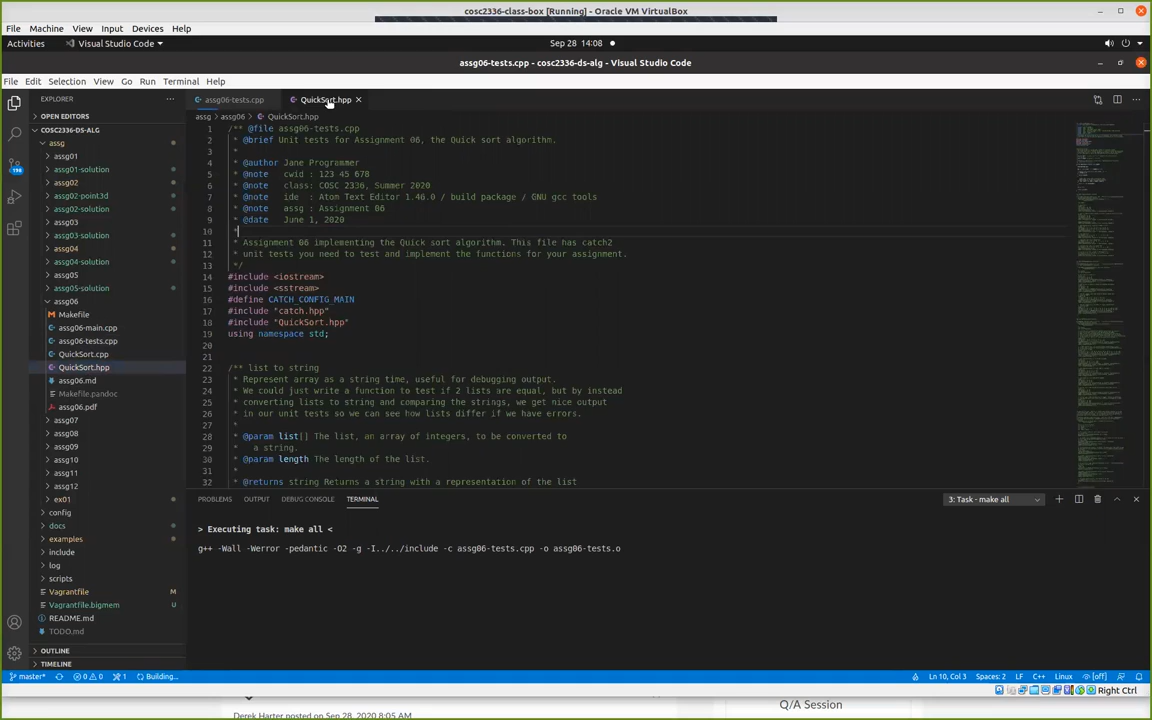 cosc2336-class-box [Running] - Oracle VM VirtualBox
File Machine View Input Devices Help
Activities Visual Studio Code Sep 28 14:08
assg06-tests.cpp - cosc2336-ds-alg - Visual Studio Code
File Edit Selection View Go Run Terminal Help
EXPLORER
OPEN EDITORS
COSC2336-DS-ALG
assg
assg01
assg01-solution
assg02
assg02-point3d
assg02-solution
assg03
assg03-solution
assg04
assg04-solution
assg05
assg05-solution
assg06
Makefile
assg06-main.cpp
assg06-tests.cpp
QuickSort.cpp
QuickSort.hpp
assg06.md
Makefile.pandoc
assg06.pdf
assg07
assg08
assg09
assg10
assg11
assg12
ex01
config
docs
examples
include
log
scripts
Vagrantfile M
Vagrantfile.bigmem U
README.md
TODO.md
OUTLINE
TIMELINE
198
assg06-tests.cpp QuickSort.hpp
assg > assg06 > QuickSort.hpp
1 /** @file assg06-tests.cpp
2 * @brief Unit tests for Assignment 06, the Quick sort algorithm.
3 *
4 * @author Jane Programmer
5 * @note cwid : 123 45 678
6 * @note class: COSC 2336, Summer 2020
7 * @note ide : Atom Text Editor 1.46.0 / build package / GNU gcc tools
8 * @note assg : Assignment 06
9 * @date June 1, 2020
10 *
11 * Assignment 06 implementing the Quick sort algorithm. This file has catch2
12 * unit tests you need to test and implement the functions for your assignment.
13 */
14 #include <iostream>
15 #include <sstream>
16 #define CATCH_CONFIG_MAIN
17 #include "catch.hpp"
18 #include "QuickSort.hpp"
19 using namespace std;
20
21
22 /** list to string
23 * Represent array as a string time, useful for debugging output.
24 * We could just write a function to test if 2 lists are equal, but by instead
25 * converting lists to string and comparing the strings, we get nice output
26 * in our unit tests so we can see how lists differ if we have errors.
27 *
28 * @param list[] The list, an array of integers, to be converted to
29 * a string.
30 * @param length The length of the list.
31 *
32 * @returns string Returns a string with a representation of the list
PROBLEMS OUTPUT DEBUG CONSOLE TERMINAL 3: Task - make all
> Executing task: make all <
g++ -Wall -Werror -pedantic -O2 -g -I../../include -c assg06-tests.cpp -o assg06-tests.o
master* 0 0 1 Building... Ln 10, Col 3 Spaces: 2 LF C++ Linux [off]
Right Ctrl
Derek Harter posted on Sep 28, 2020 8:05 AM
Q/A Session